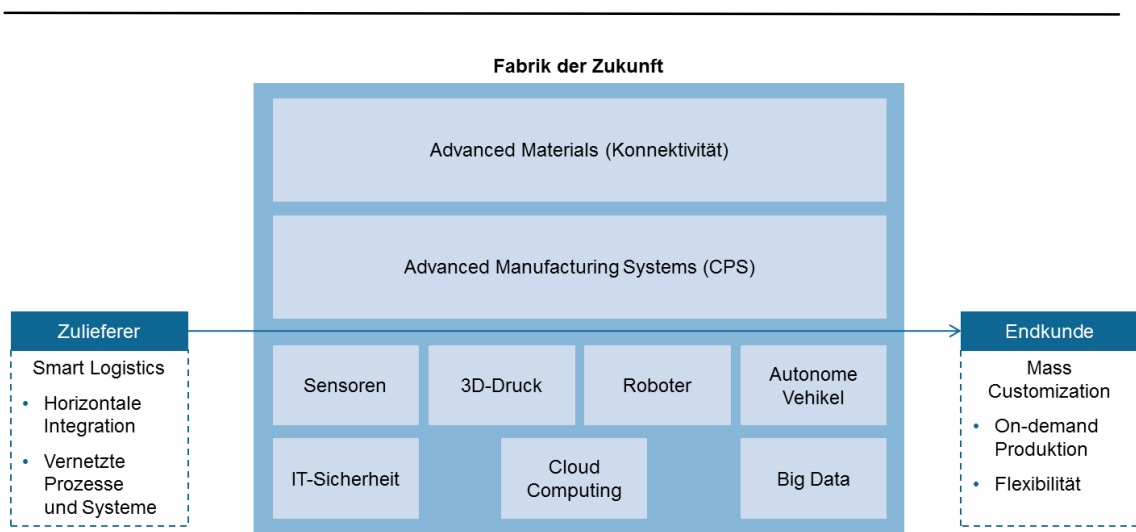 Fabrik der Zukunft
Advanced Materials (Konnektivität)
Advanced Manufacturing Systems (CPS)
Zulieferer
Smart Logistics
• Horizontale
Integration
• Vernetzte
Prozesse
und Systeme
Sensoren
3D-Druck
Roboter
Autonome
Vehikel
IT-Sicherheit
Cloud
Computing
Big Data
Endkunde
Mass
Customization
• On-demand
Produktion
• Flexibilität